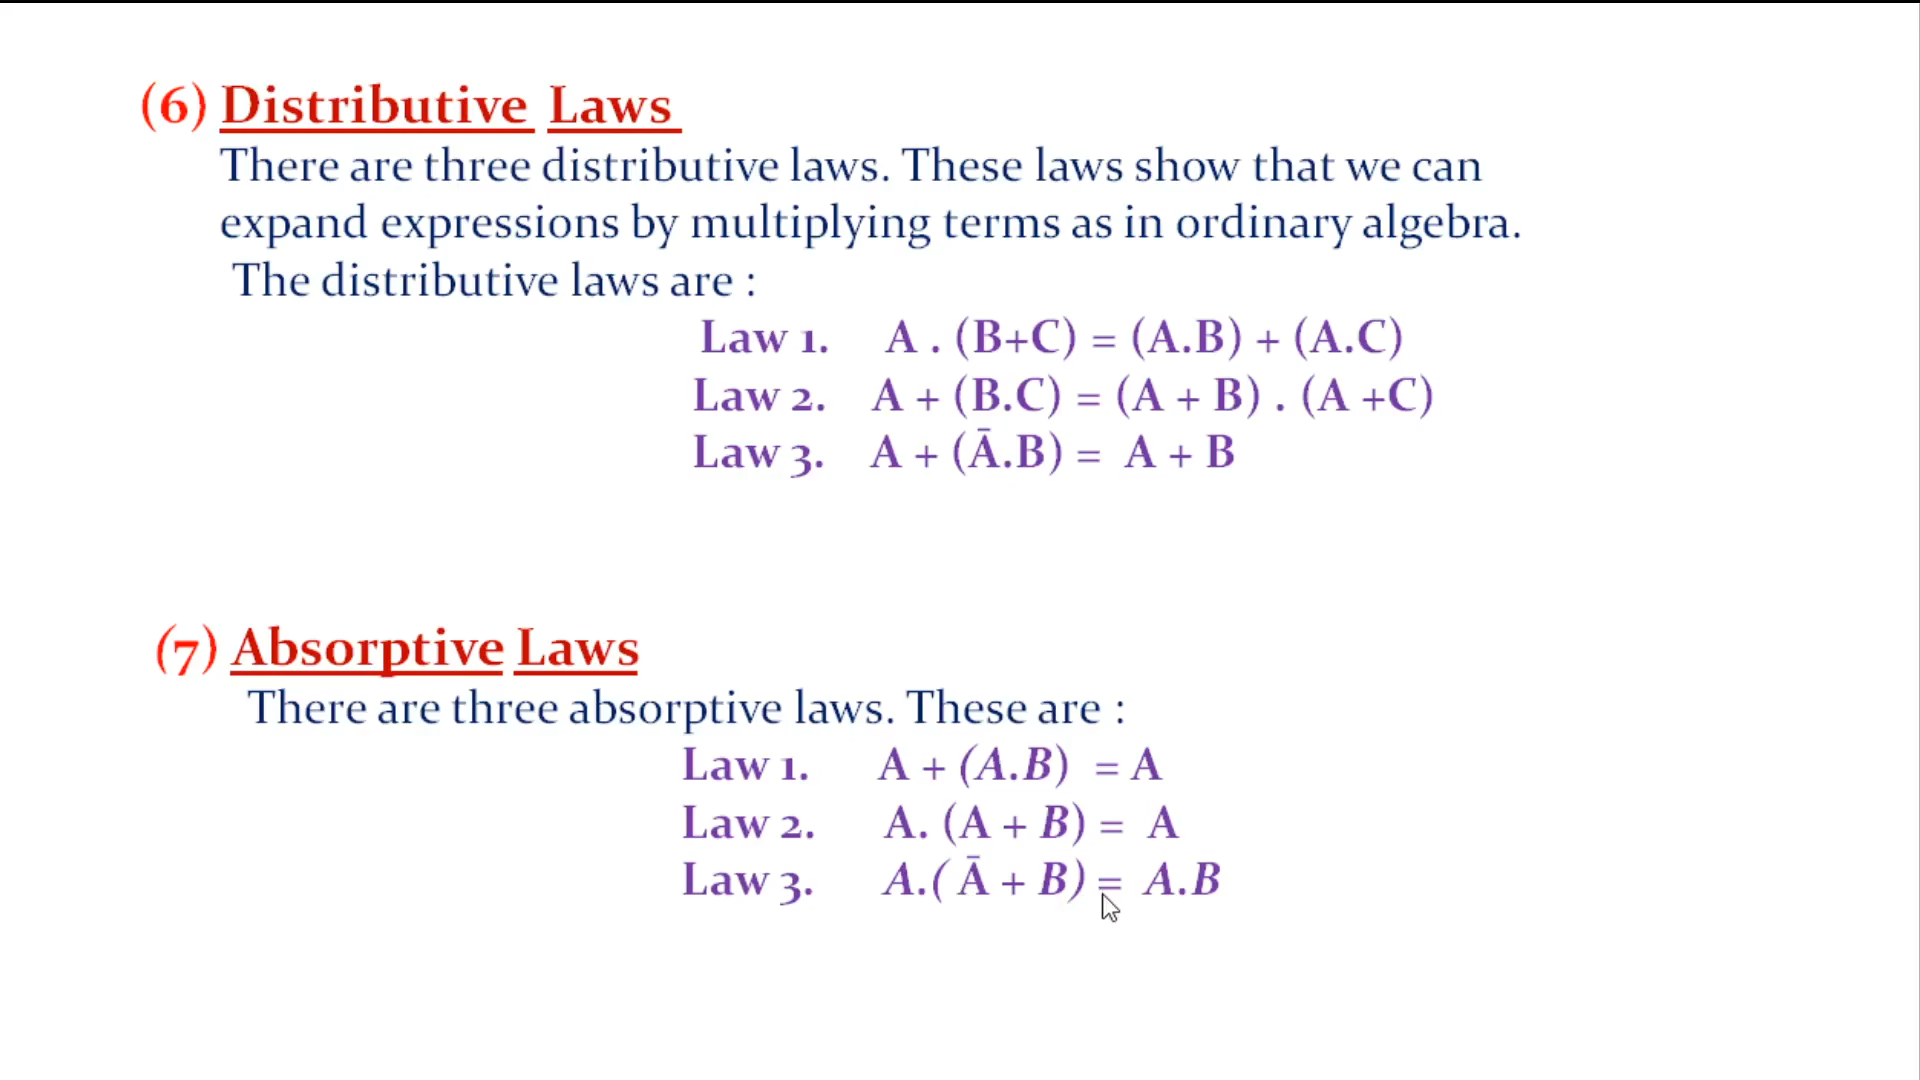 (6) Distributive Laws
There are three distributive laws. These laws show that we can
expand expressions by multiplying terms as in ordinary algebra.
The distributive laws are :
Law 1. A . (B+C) = (A.B) + (A.C)
Law 2. A + (B.C) = (A + B) . (A +C)
Law 3. A + (Ā.B) = A + B
(7) Absorptive Laws
There are three absorptive laws. These are :
Law 1. A + (A.B) = A
Law 2. A. (A + B) = A
Law 3. A.( Ā + B) = A.B